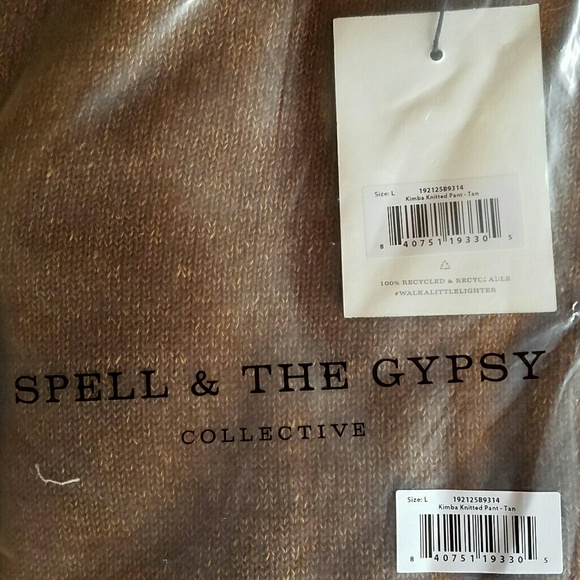 Size: L 192125B9314
Kimba Knitted Pant - Tan
8 40751 19330 5
100% RECYCLED & RECYCLABLE
#WALKALITTLELIGHTER
SPELL & THE GYPSY
COLLECTIVE
Size: L 192125B9314
Kimba Knitted Pant - Tan
8 40751 19330 5